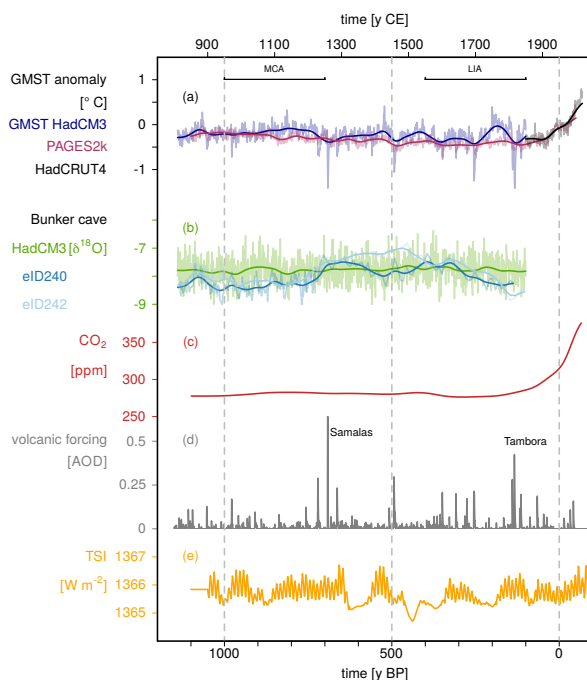 time [y CE]
900 1100 1300 1500 1700 1900
MCA LIA
GMST anomaly
[° C]
GMST HadCM3
PAGES2k
HadCRUT4
1
0
-1
(a)
Bunker cave
HadCM3 [δ18O]
eID240
eID242
-7
-9
(b)
CO2
[ppm]
350
300
250
(c)
volcanic forcing
[AOD]
0.5
0.25
0
(d)
Samalas
Tambora
TSI
[W m-2]
1367
1366
1365
(e)
1000 500 0
time [y BP]